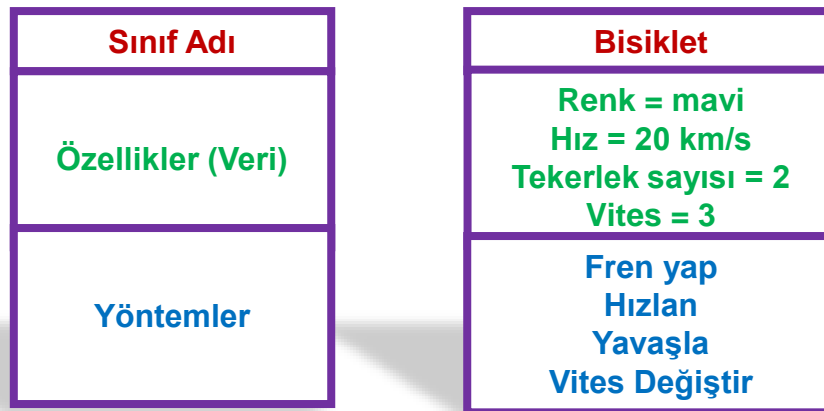 Sınıf Adı
Özellikler (Veri)
Yöntemler
Bisiklet
Renk = mavi
Hız = 20 km/s
Tekerlek sayısı = 2
Vites = 3
Fren yap
Hızlan
Yavaşla
Vites Değiştir